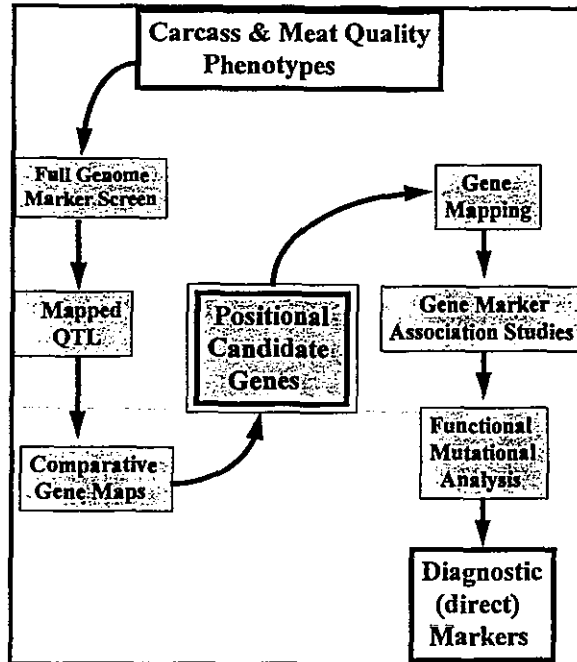 Carcass & Meat Quality
Phenotypes
Full Genome
Marker Screen
Mapped
QTL
Comparative
Gene Maps
Positional
Candidate
Genes
Gene
Mapping
Gene Marker
Association Studies
Functional
Mutational
Analysis
Diagnostic
(direct)
Markers